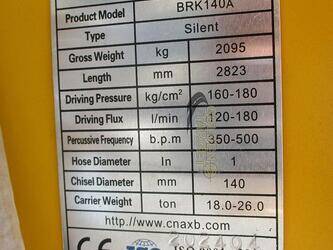 Product Model BRK140A
Type Silent
Gross Weight kg 2095
Length mm 2823
Driving Pressure kg/cm² 160-180
Driving Flux l/min 120-180
Percussive Frequency b.p.m 350-500
Hose Diameter In 1
Chisel Diameter mm 140
Carrier Weight ton 18.0-26.0
http://www.cnaxb.com
CE ISO